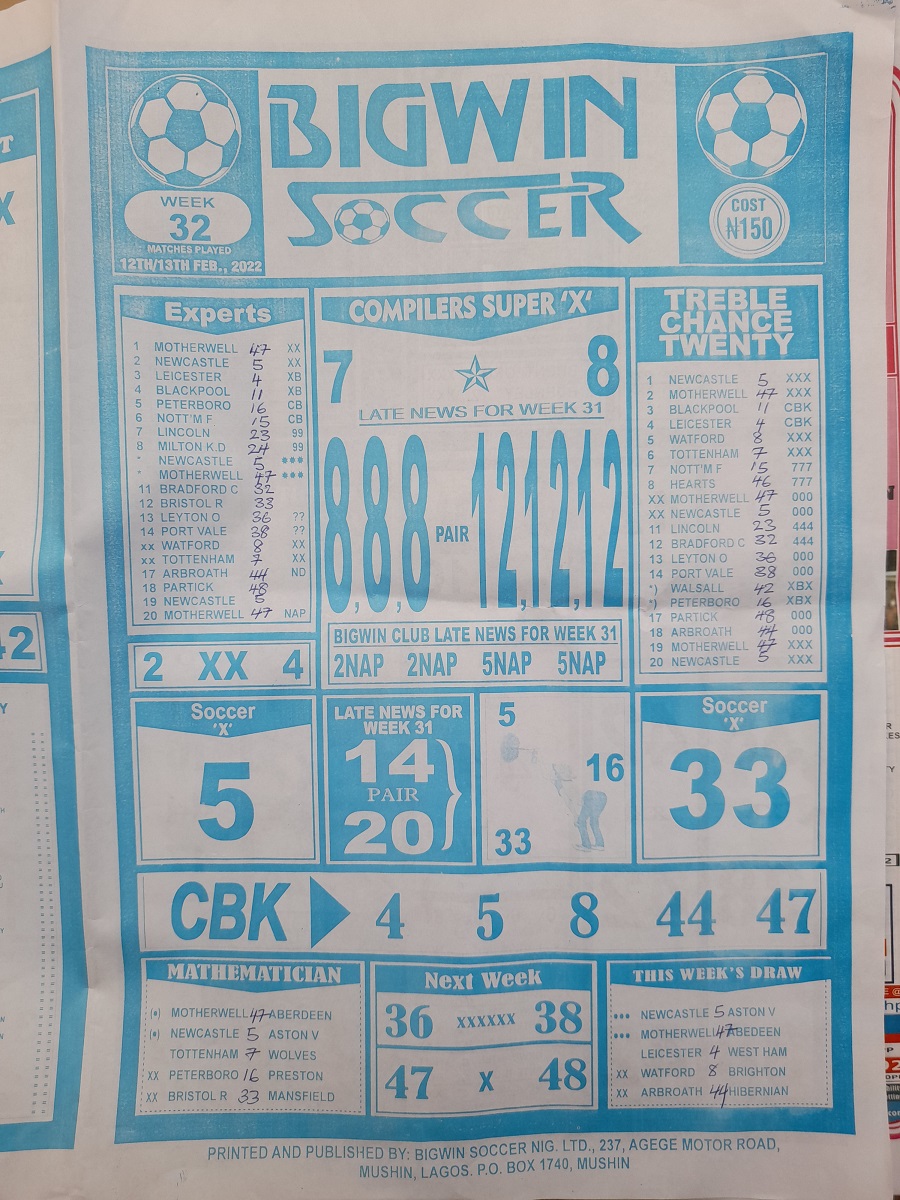 BIGWIN
SOCCER
WEEK
32
MATCHES PLAYED
12TH/13TH FEB., 2022
COST
₦150
Experts
1 MOTHERWELL 47 XX
2 NEWCASTLE 5 XX
3 LEICESTER 4 XB
4 BLACKPOOL 11 XB
5 PETERBORO 16 CB
6 NOTT'M F 15 CB
7 LINCOLN 23 99
8 MILTON K.D 24 99
* NEWCASTLE 5 ***
* MOTHERWELL 47 ***
11 BRADFORD C 32
12 BRISTOL R 33
13 LEYTON O 36 ??
14 PORT VALE 38 ??
xx WATFORD 8 XX
xx TOTTENHAM 7 XX
17 ARBROATH 44 ND
18 PARTICK 48
19 NEWCASTLE 5
20 MOTHERWELL 47 NAP
2 XX 4
COMPILERS SUPER 'X'
7 8
LATE NEWS FOR WEEK 31
8,8,8 PAIR 12,12,12
BIGWIN CLUB LATE NEWS FOR WEEK 31
2NAP 2NAP 5NAP 5NAP
TREBLE
CHANCE
TWENTY
1 NEWCASTLE 5 XXX
2 MOTHERWELL 47 XXX
3 BLACKPOOL 11 CBK
4 LEICESTER 4 CBK
5 WATFORD 8 XXX
6 TOTTENHAM 7 XXX
7 NOTT'M F 15 777
8 HEARTS 46 777
XX MOTHERWELL 47 000
XX NEWCASTLE 5 000
11 LINCOLN 23 444
12 BRADFORD C 32 444
13 LEYTON O 36 000
14 PORT VALE 38 000
*) WALSALL 42 XBX
*) PETERBORO 16 XBX
17 PARTICK 48 000
18 ARBROATH 44 000
19 MOTHERWELL 47 XXX
20 NEWCASTLE 5 XXX
Soccer
'X'
5
LATE NEWS FOR
WEEK 31
14
PAIR
20
5
16
33
Soccer
'X'
33
CBK 4 5 8 44 47
MATHEMATICIAN
(*) MOTHERWELL 47 ABERDEEN
(*) NEWCASTLE 5 ASTON V
TOTTENHAM 7 WOLVES
XX PETERBORO 16 PRESTON
XX BRISTOL R 33 MANSFIELD
Next Week
36 xxxxxx 38
47 x 48
THIS WEEK'S DRAW
*** NEWCASTLE 5 ASTON V
*** MOTHERWELL 47 ABEDEEN
LEICESTER 4 WEST HAM
XX WATFORD 8 BRIGHTON
XX ARBROATH 44 HIBERNIAN
PRINTED AND PUBLISHED BY: BIGWIN SOCCER NIG. LTD., 237, AGEGE MOTOR ROAD,
MUSHIN, LAGOS. P.O. BOX 1740, MUSHIN